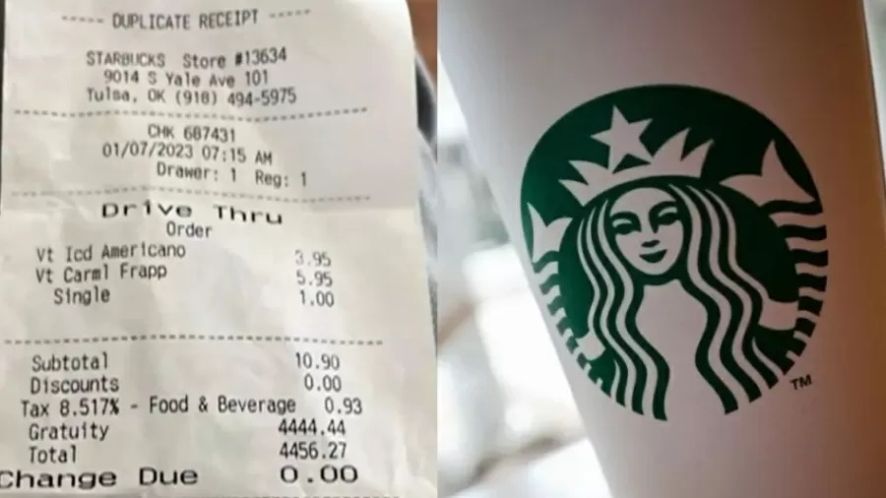 ----- DUPLICATE RECEIPT -----
STARBUCKS Store #13634
9014 S Yale Ave 101
Tulsa, OK (918) 494-5975
CHK 687431
01/07/2023 07:15 AM
Drawer: 1 Reg: 1
Drive Thru
Order
Vt Icd Americano 3.95
Vt Carml Frapp 5.95
Single 1.00
Subtotal 10.90
Discounts 0.00
Tax 8.517% - Food & Beverage 0.93
Gratuity 4444.44
Total 4456.27
Change Due 0.00
TM